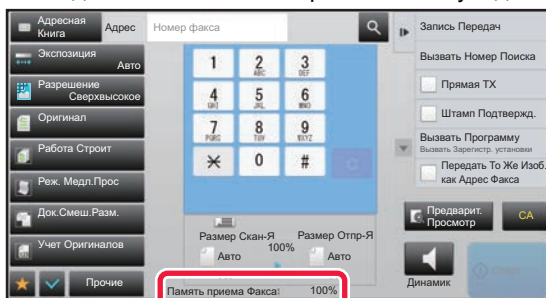 Адресная
Книга
Адрес
Номер факса
Экспозиция
Авто
Разрешение
Сверхвысокое
Оригинал
Работа Строит
Реж. Медл.Прос
Док.Смеш.Разм.
Учет Оригиналов
Прочие
1
2
ABC
3
DEF
4
GHI
5
JKL
6
MNO
7
PQRS
8
TUV
9
WXYZ
0
#
C
Размер Скан-Я
Авто
100%
Размер Отпр-Я
Авто
Память приема Факса:
100%
Запись Передач
Вызвать Номер Поиска
Прямая TX
Штамп Подтвержд.
Вызвать Программу
Вызвать Зарегистр. установки
Передать То Же Изоб.
как Адрес Факса
Предварит.
Просмотр
CA
Динамик